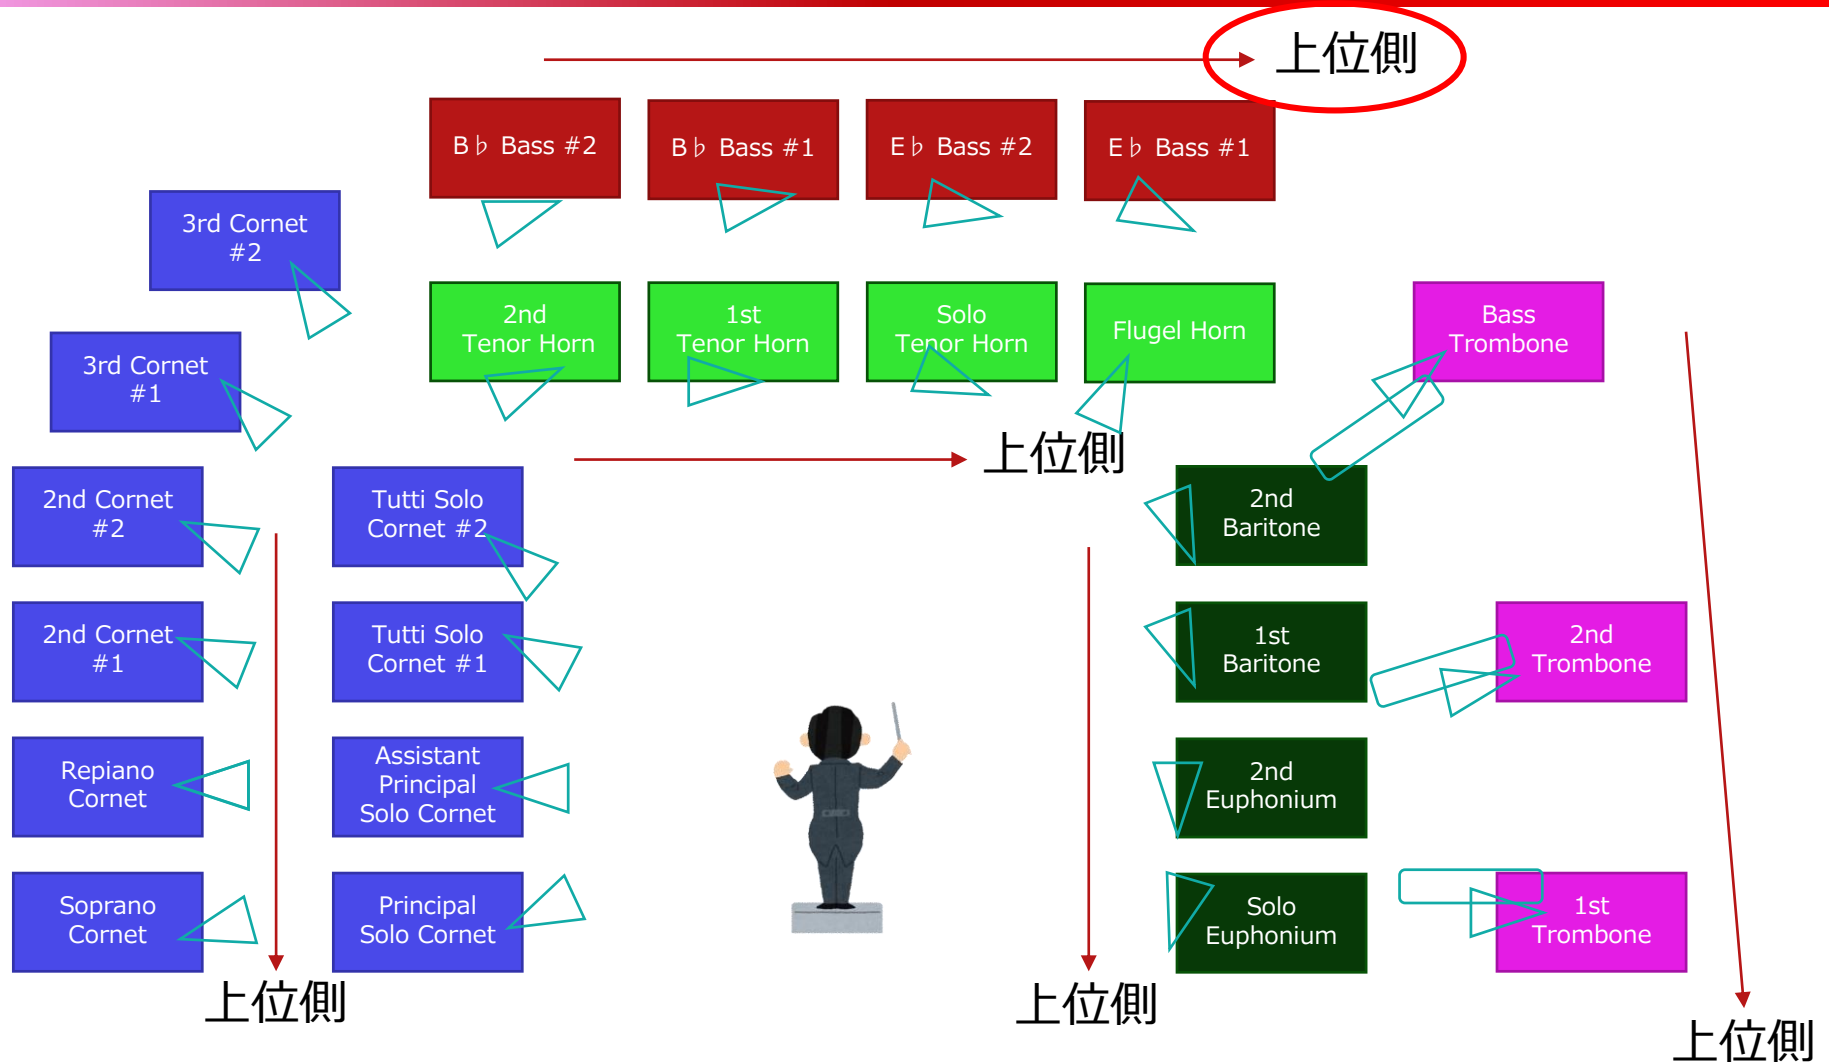 上位側
B♭ Bass #2
B♭ Bass #1
E♭ Bass #2
E♭ Bass #1
3rd Cornet
#2
2nd
Tenor Horn
1st
Tenor Horn
Solo
Tenor Horn
Flugel Horn
Bass
Trombone
3rd Cornet
#1
上位側
2nd Cornet
#2
Tutti Solo
Cornet #2
2nd
Baritone
2nd Cornet
#1
Tutti Solo
Cornet #1
1st
Baritone
2nd
Trombone
Repiano
Cornet
Assistant
Principal
Solo Cornet
2nd
Euphonium
Soprano
Cornet
Principal
Solo Cornet
Solo
Euphonium
1st
Trombone
上位側
上位側
上位側